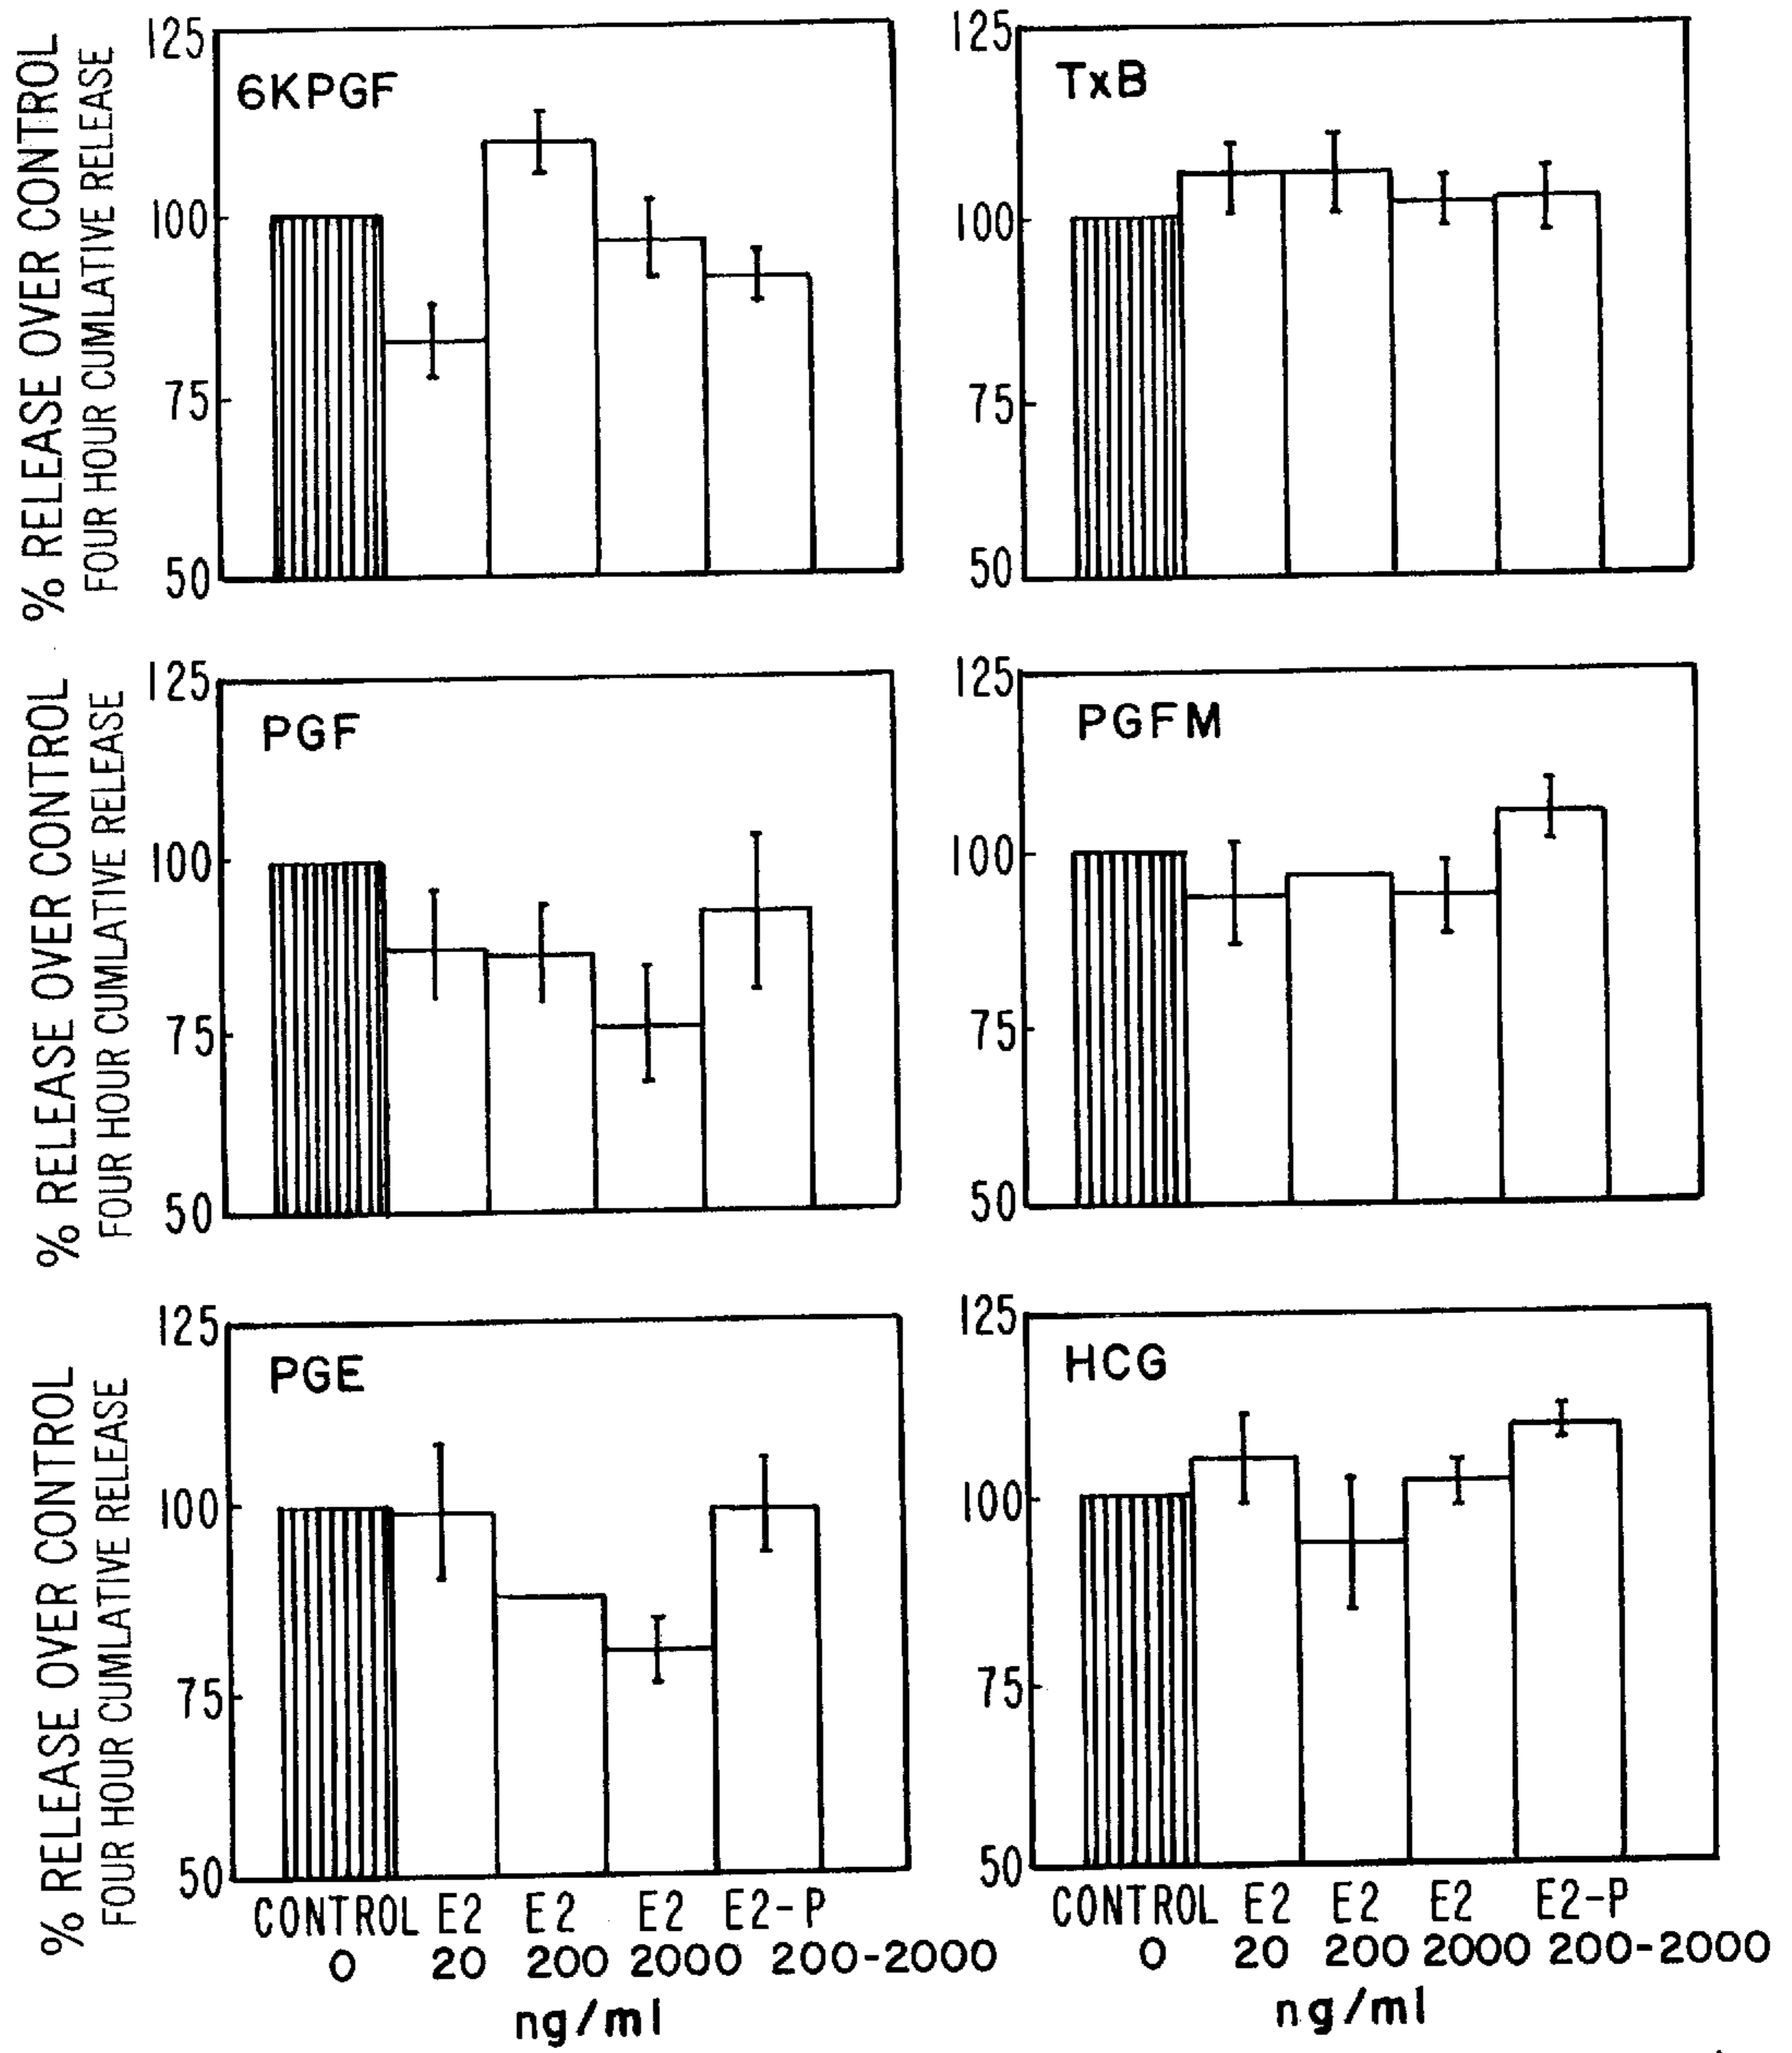 % RELEASE OVER CONTROL
FOUR HOUR CUMLATIVE RELEASE
125
100
75
50
6KPGF
125
100
75
50
TxB
% RELEASE OVER CONTROL
FOUR HOUR CUMLATIVE RELEASE
125
100
75
50
PGF
125
100
75
50
PGFM
% RELEASE OVER CONTROL
FOUR HOUR CUMLATIVE RELEASE
125
100
75
50
PGE
CONTROL E2 E2 E2 E2-P
0 20 200 2000 200-2000
ng/ml
125
100
75
50
HCG
CONTROL E2 E2 E2 E2-P
0 20 200 2000 200-2000
ng/ml